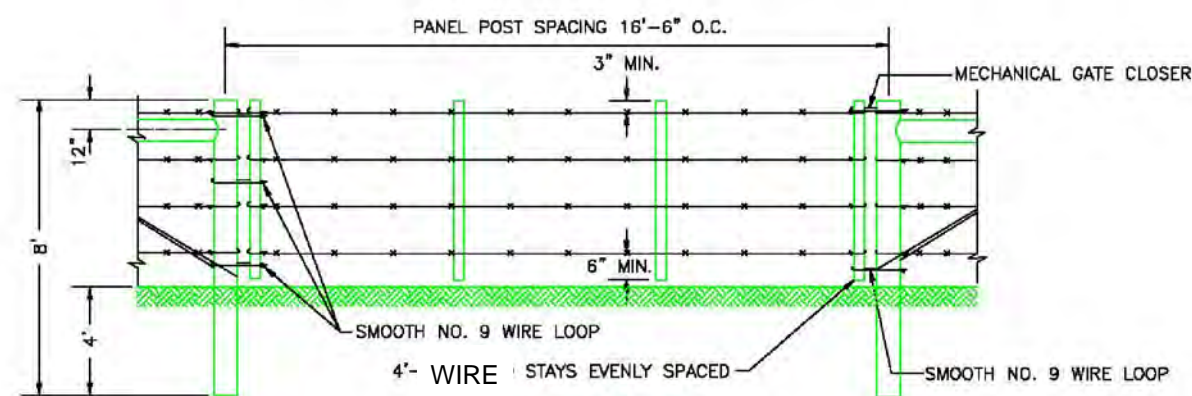 PANEL POST SPACING 16'-6" O.C.
3" MIN.
MECHANICAL GATE CLOSER
12"
8'
6" MIN.
4'
SMOOTH NO. 9 WIRE LOOP
4'- WIRE STAYS EVENLY SPACED
SMOOTH NO. 9 WIRE LOOP